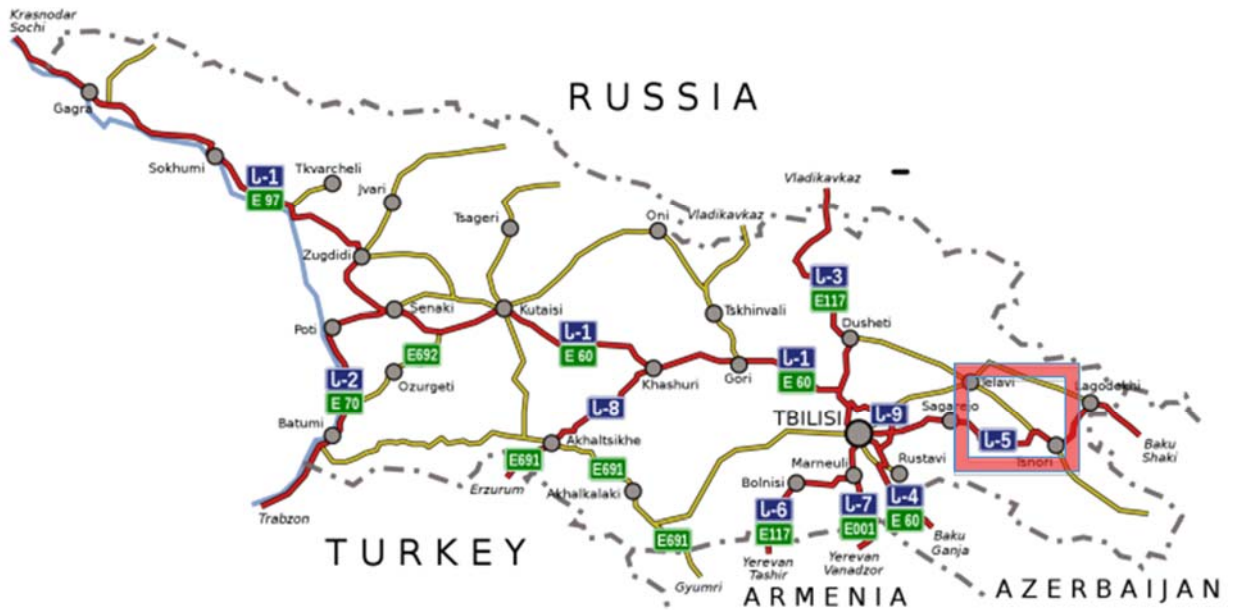 Krasnodar
Sochi
RUSSIA
Gagra
Sokhumi
Tkvarcheli
ს-1
E 97
Jvari
Tsageri
Oni
Vladikavkaz
Vladikavkaz
Zugdidi
ს-3
E117
Senaki
Kutaisi
Tskhinvali
Dusheti
Poti
ს-1
E 60
E692
Khashuri
Gori
ს-1
E 60
Telavi
Lagodekhi
ს-2
E 70
Ozurgeti
ს-8
TBILISI
ს-9
Sagarejo
Batumi
Akhaltsikhe
ს-5
Tsnori
Baku
Shaki
E691
E691
Erzurum
Marneuli
Rustavi
Bolnisi
Akhalkalaki
Trabzon
ს-6
E117
ს-7
E001
ს-4
E 60
TURKEY
E691
Baku
Ganja
Yerevan
Tashir
Yerevan
Vanadzor
Gyumri
ARMENIA
AZERBAIJAN